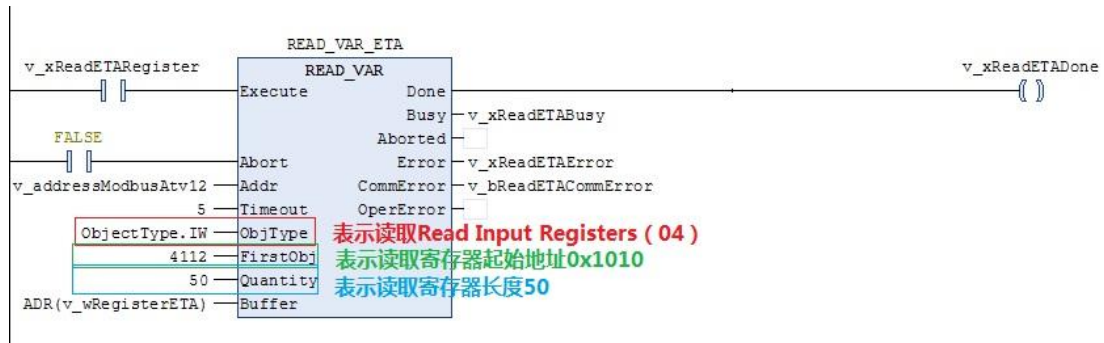 READ_VAR_ETA
v_xReadETARegister
READ_VAR
v_xReadETADone
Execute
Done
Busy
v_xReadETABusy
FALSE
Aborted
Abort
Error
v_xReadETAError
v_addressModbusAtv12
Addr
CommError
v_bReadETACommError
5
Timeout
OperError
ObjectType.IW
ObjType
表示读取Read Input Registers（04）
4112
FirstObj
表示读取寄存器起始地址0x1010
50
Quantity
表示读取寄存器长度50
ADR(v_wRegisterETA)
Buffer